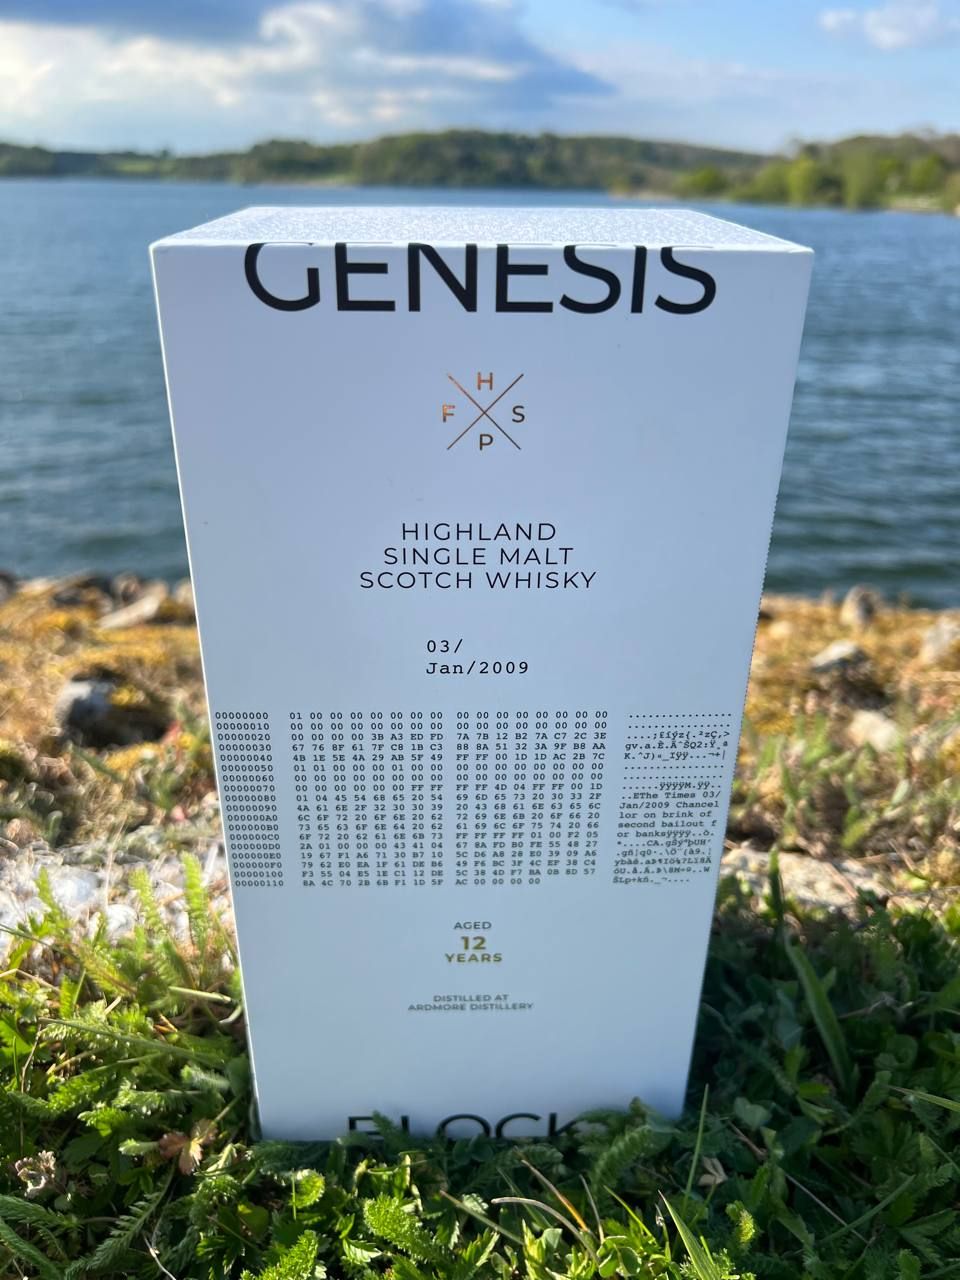 GENESIS
H
F S
P
HIGHLAND
SINGLE MALT
SCOTCH WHISKY
03/
Jan/2009
00000000 01 00 00 00 00 00 00 00 00 00 00 00 00 00 00 00 ................
00000010 00 00 00 00 00 00 00 00 00 00 00 00 00 00 00 00 ................
00000020 00 00 00 00 3B A3 ED FD 7A 7B 12 B2 7A C7 2C 3E ....;£íýz{.²zÇ,>
00000030 67 76 8F 61 7F C8 1B C3 88 8A 51 32 3A 9F B8 AA
00000040 4B 1E 5E 4A 29 AB 5F 49 FF FF 00 1D 1D AC 2B 7C
00000050 01 01 00 00 00 01 00 00 00 00 00 00 00 00 00 00 ................
00000060 00 00 00 00 00 00 00 00 00 00 00 00 00 00 00 00 ................
00000070 00 00 00 00 00 00 FF FF FF FF 4D 04 FF FF 00 1D ......ÿÿÿÿM.ÿÿ..
00000080 01 04 45 54 68 65 20 54 69 6D 65 73 20 30 33 2F ..EThe Times 03/
00000090 4A 61 6E 2F 32 30 30 39 20 43 68 61 6E 63 65 6C Jan/2009 Chancel
000000A0 6C 6F 72 20 6F 6E 20 62 72 69 6E 6B 20 6F 66 20 lor on brink of
000000B0 73 65 63 6F 6E 64 20 62 61 69 6C 6F 75 74 20 66 second bailout f
000000C0 6F 72 20 62 61 6E 6B 73 FF FF FF FF 01 00 F2 05 or banksÿÿÿÿ..ò.
000000D0 2A 01 00 00 00 43 41 04 67 8A FD B0 FE 55 48 27
000000E0 19 67 F1 A6 71 30 B7 10 5C D6 A8 28 E0 39 09 A6
000000F0 79 62 E0 EA 1F 61 DE B6 49 F6 BC 3F 4C EF 38 C4
00000100 F3 55 04 E5 1E C1 12 DE 5C 38 4D F7 BA 0B 8D 57
00000110 8A 4C 70 2B 6B F1 1D 5F AC 00 00 00 00
AGED
12
YEARS
DISTILLED AT
ARDMORE DISTILLERY
BLOCK